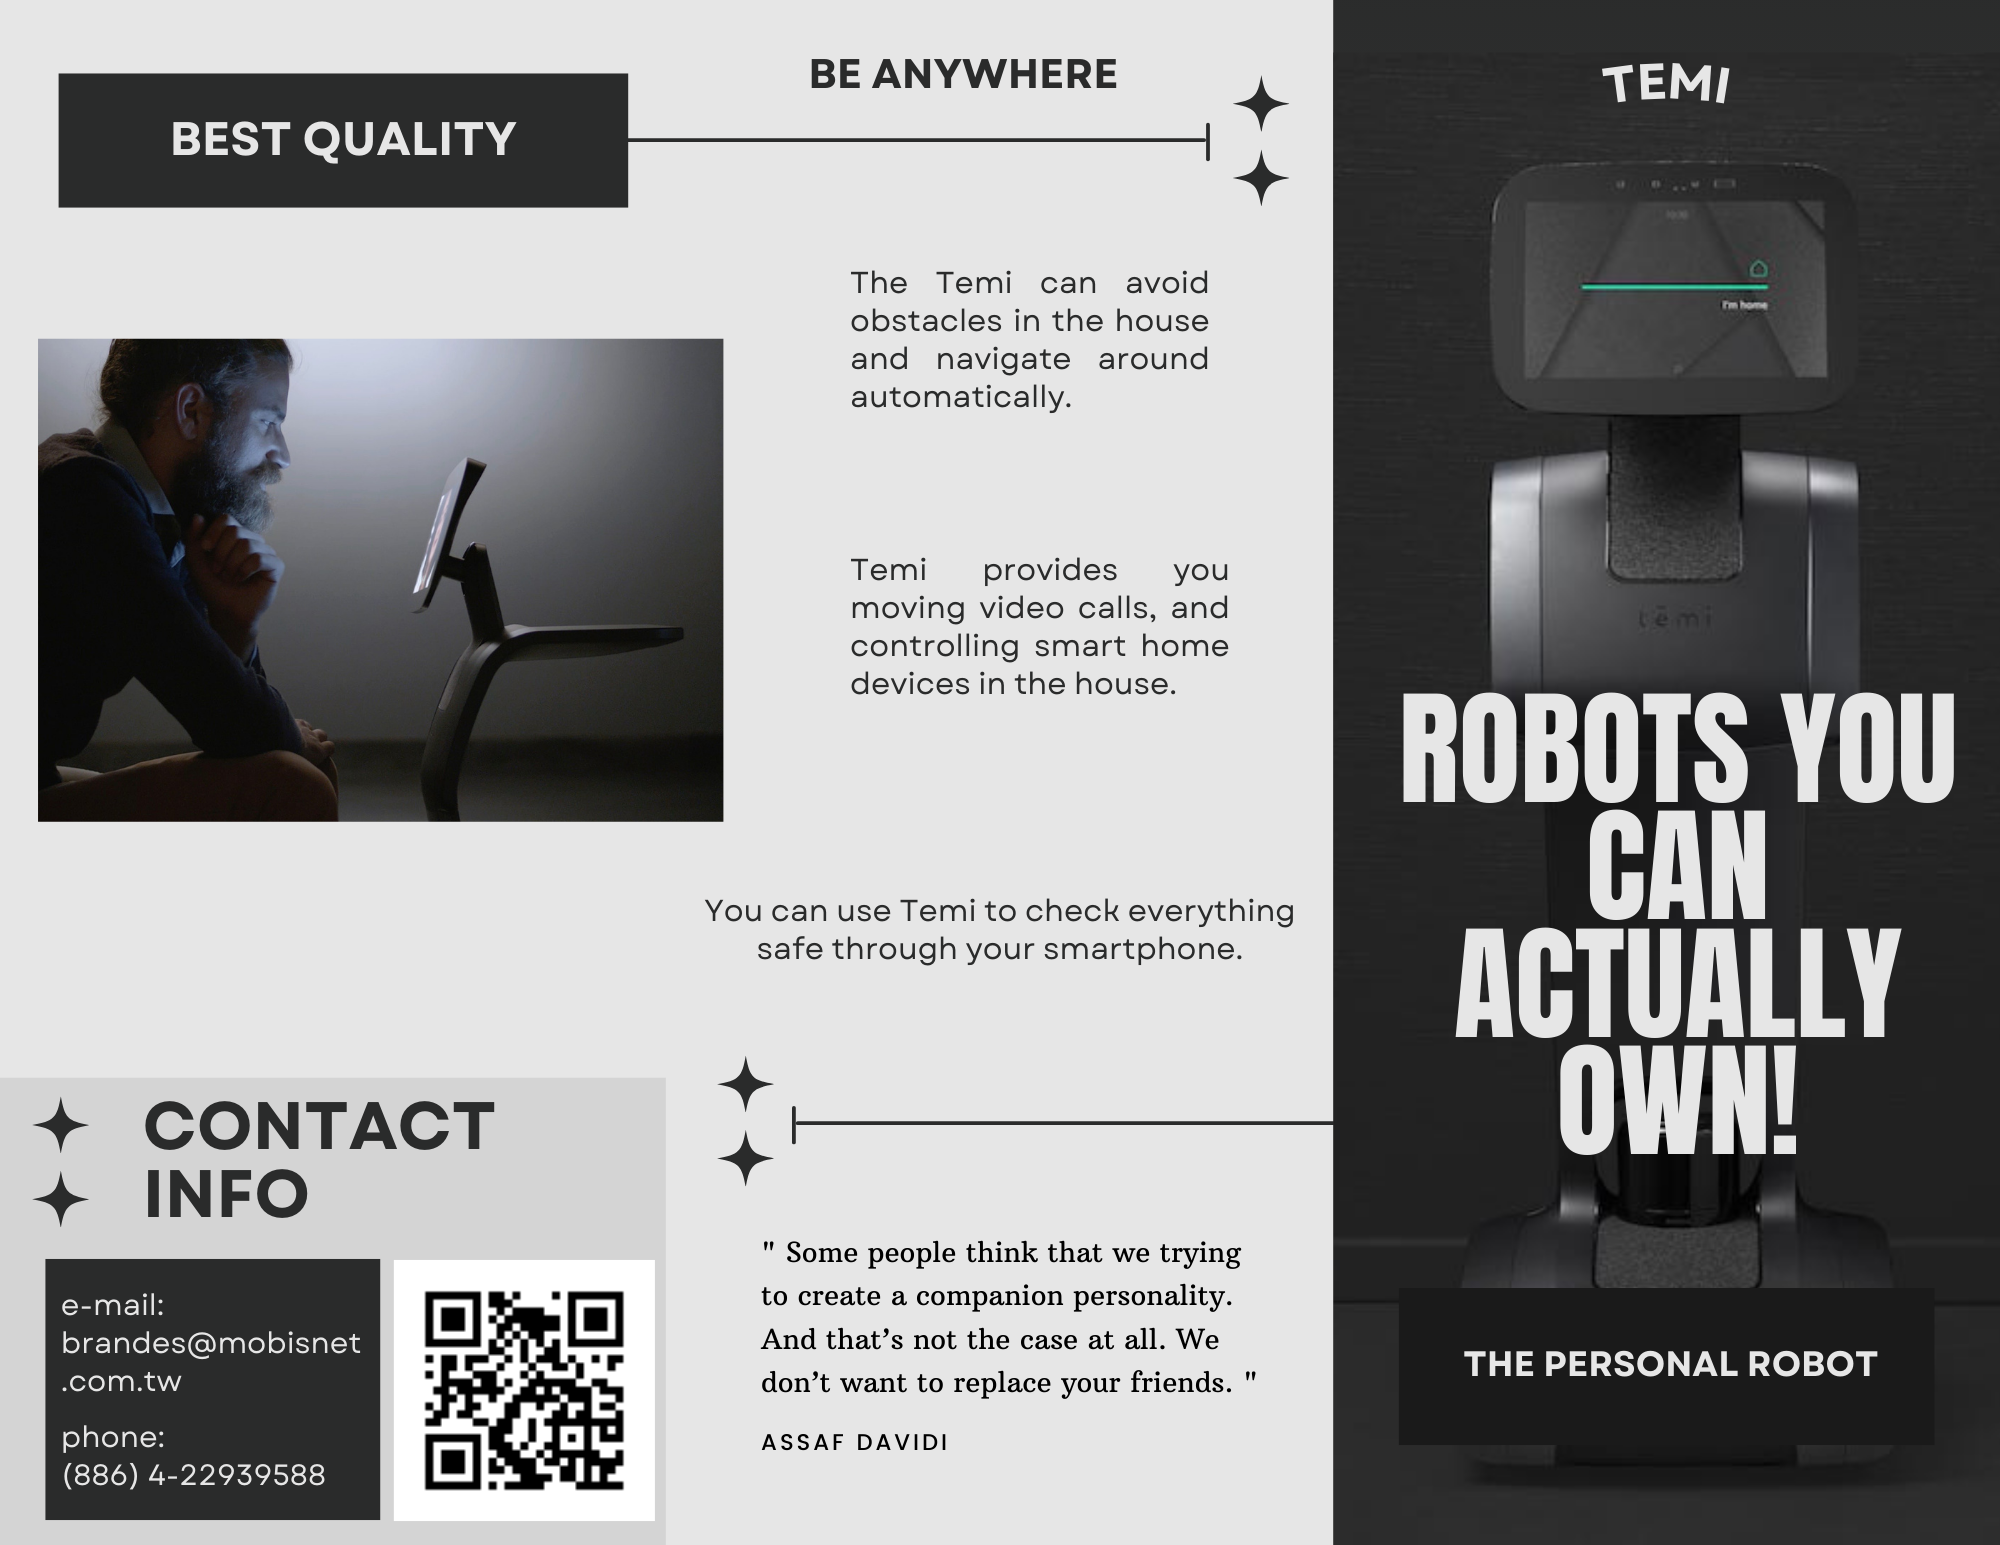 BEST QUALITY
BE ANYWHERE
The Temi can avoid
obstacles in the house
and navigate around
automatically.
Temi provides you
moving video calls, and
controlling smart home
devices in the house.
You can use Temi to check everything
safe through your smartphone.
CONTACT
INFO
e-mail:
brandes@mobisnet
.com.tw
phone:
(886) 4-22939588
" Some people think that we trying
to create a companion personality.
And that’s not the case at all. We
don’t want to replace your friends. "
ASSAF DAVIDI
TEMI
I'm home
temi
ROBOTS YOU
CAN
ACTUALLY
OWN!
THE PERSONAL ROBOT